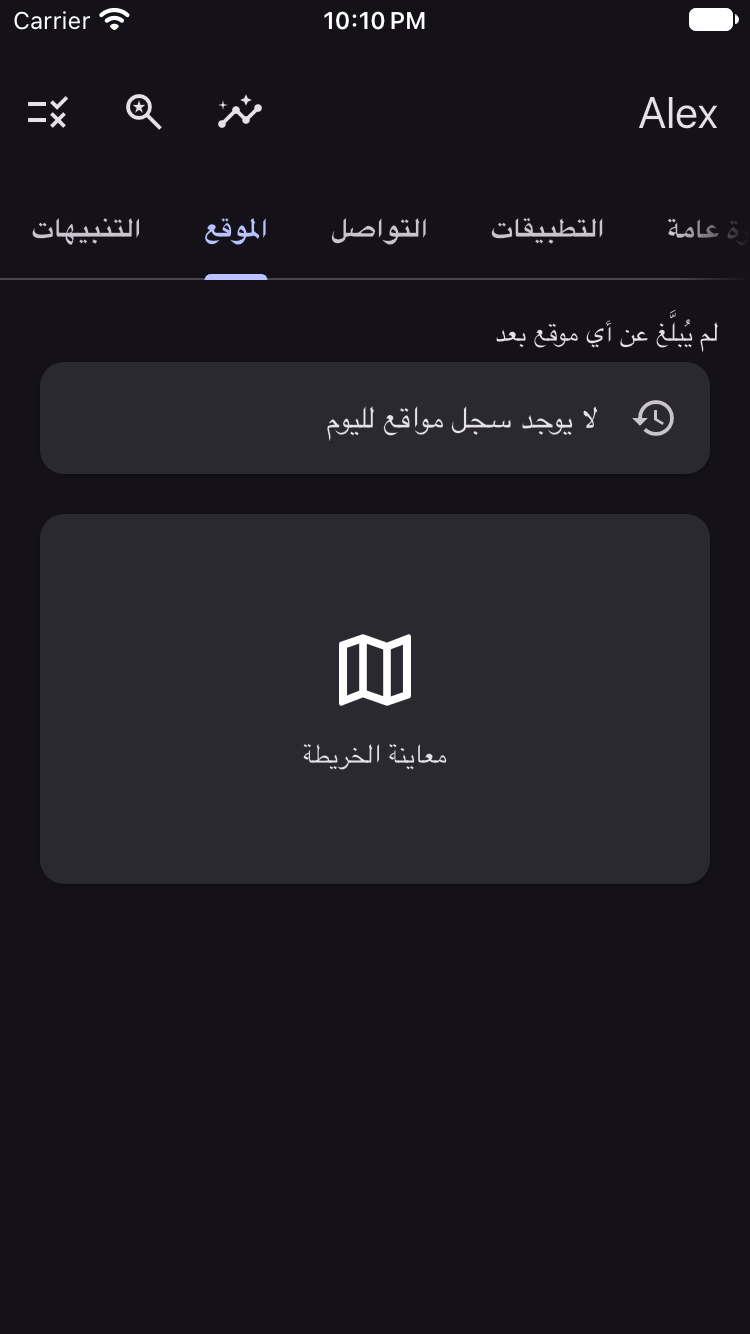 Carrier 10:10 PM
Alex
عامة التطبيقات التواصل الموقع التنبيهات
لم يُبلَّغ عن أي موقع بعد
لا يوجد سجل مواقع لليوم
معاينة الخريطة